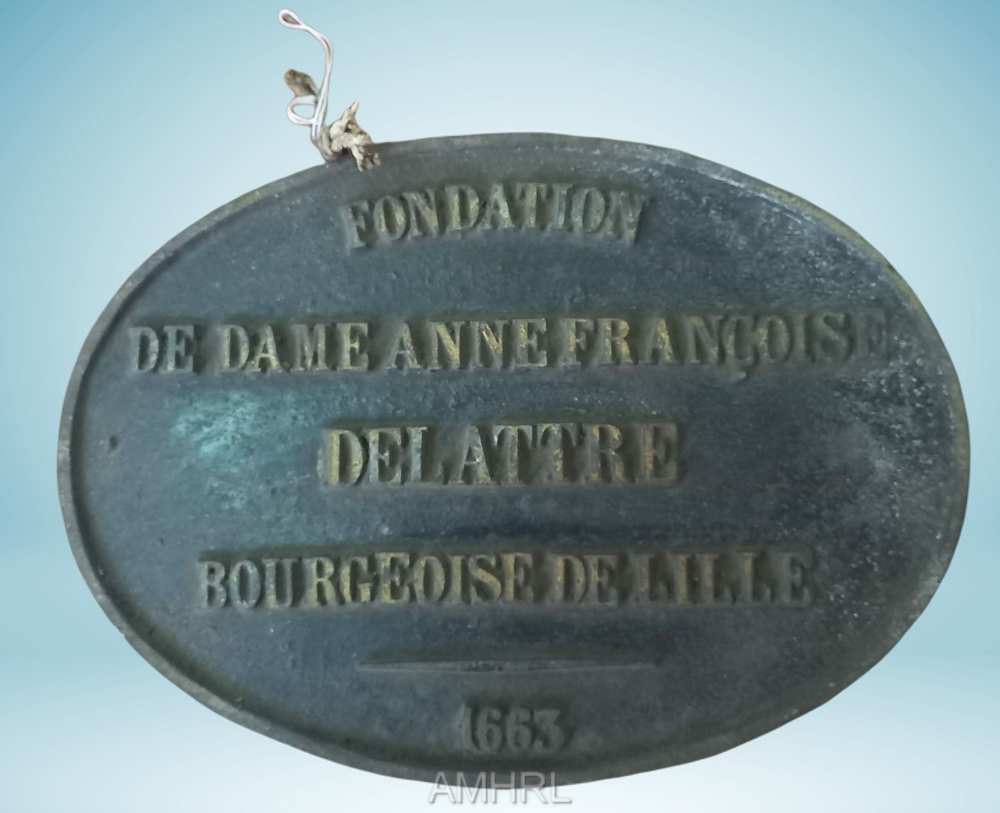 FONDATION
DE DAME ANNE FRANÇOISE
DELATTRE
BOURGEOISE DE LILLE
1663
AMHRL